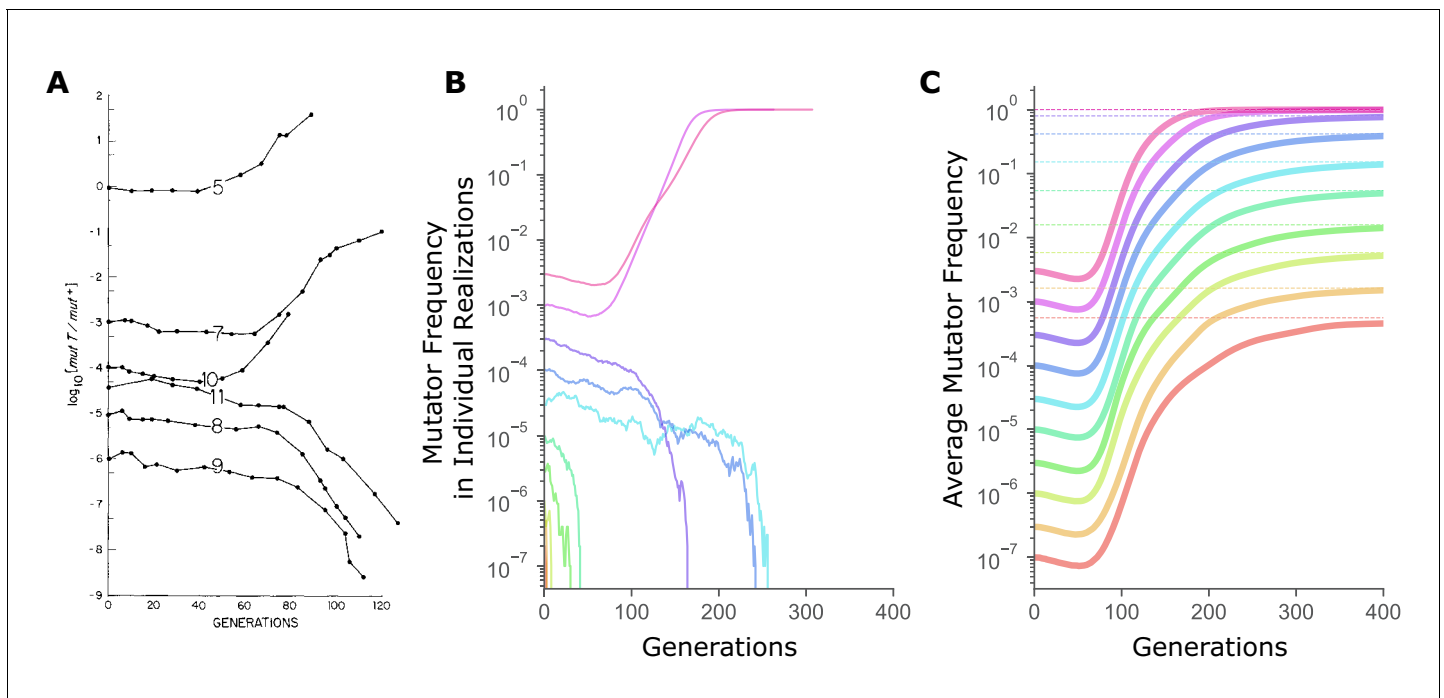 A
2
1
0
-1
-2
-3
-4
-5
-6
-7
-8
-9
log10[mut T / mut+]
5
7
10
11
8
9
0 20 40 60 80 100 120
GENERATIONS
B
10^0
10^-1
10^-2
10^-3
10^-4
10^-5
10^-6
10^-7
Mutator Frequency
in Individual Realizations
0 100 200 300 400
Generations
C
10^0
10^-1
10^-2
10^-3
10^-4
10^-5
10^-6
10^-7
Average Mutator Frequency
0 100 200 300 400
Generations